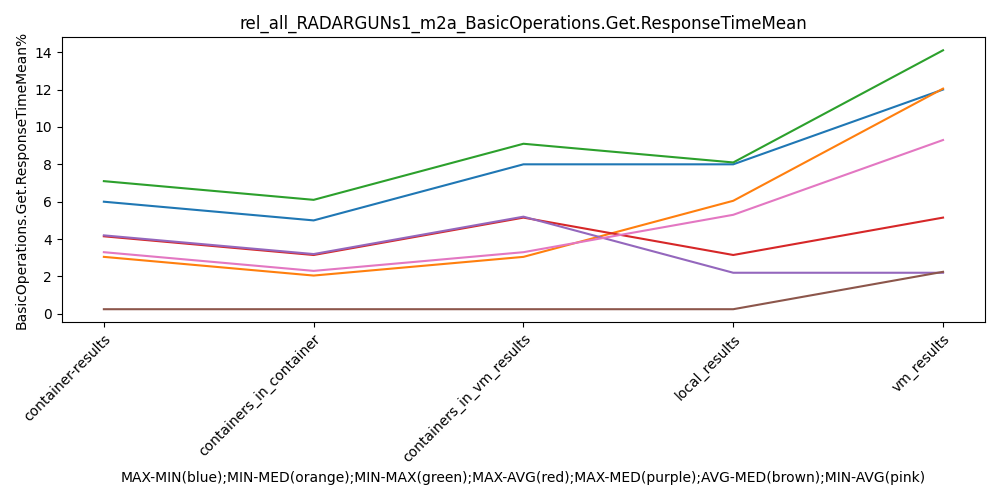 rel_all_RADARGUNs1_m2a_BasicOperations.Get.ResponseTimeMean
BasicOperations.Get.ResponseTimeMean%
14
12
10
8
6
4
2
0
container-results
containers_in_container
containers_in_vm_results
local_results
vm_results
MAX-MIN(blue);MIN-MED(orange);MIN-MAX(green);MAX-AVG(red);MAX-MED(purple);AVG-MED(brown);MIN-AVG(pink)